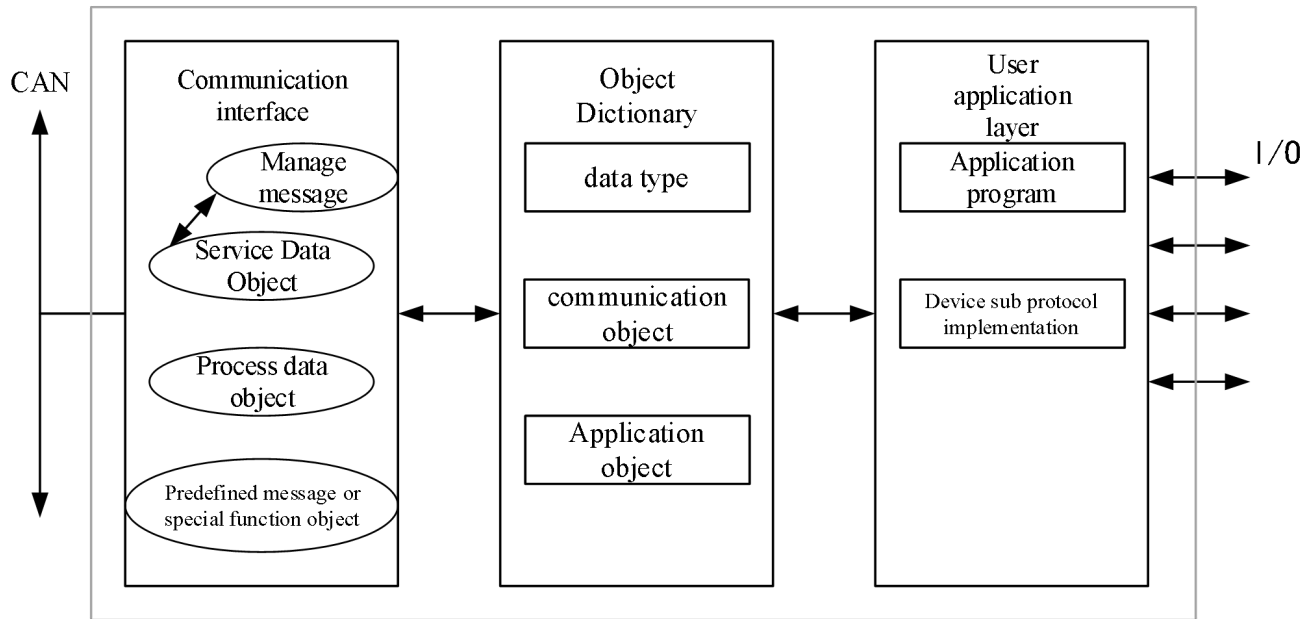 CAN
Communication
interface
Manage
message
Service Data
Object
Process data
object
Predefined message or
special function object
Object
Dictionary
data type
communication
object
Application
object
User
application
layer
Application
program
Device sub protocol
implementation
I/0